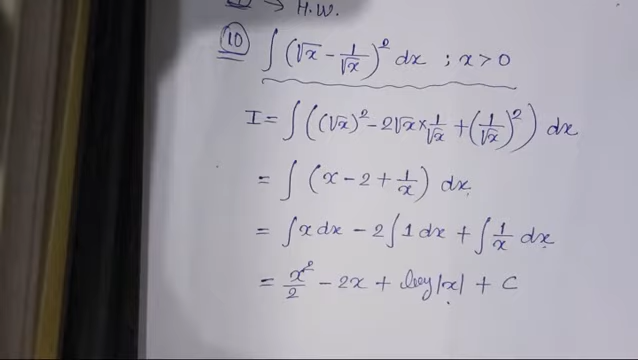 → H.W.
(10) ∫ (√x − 1/√x)² dx ; x > 0
I = ∫ ((√x)² − 2√x × 1/√x + (1/√x)²) dx
= ∫ (x − 2 + 1/x) dx.
= ∫ x dx − 2 ∫ 1 dx + ∫ 1/x dx.
= x²/2 − 2x + log|x| + C